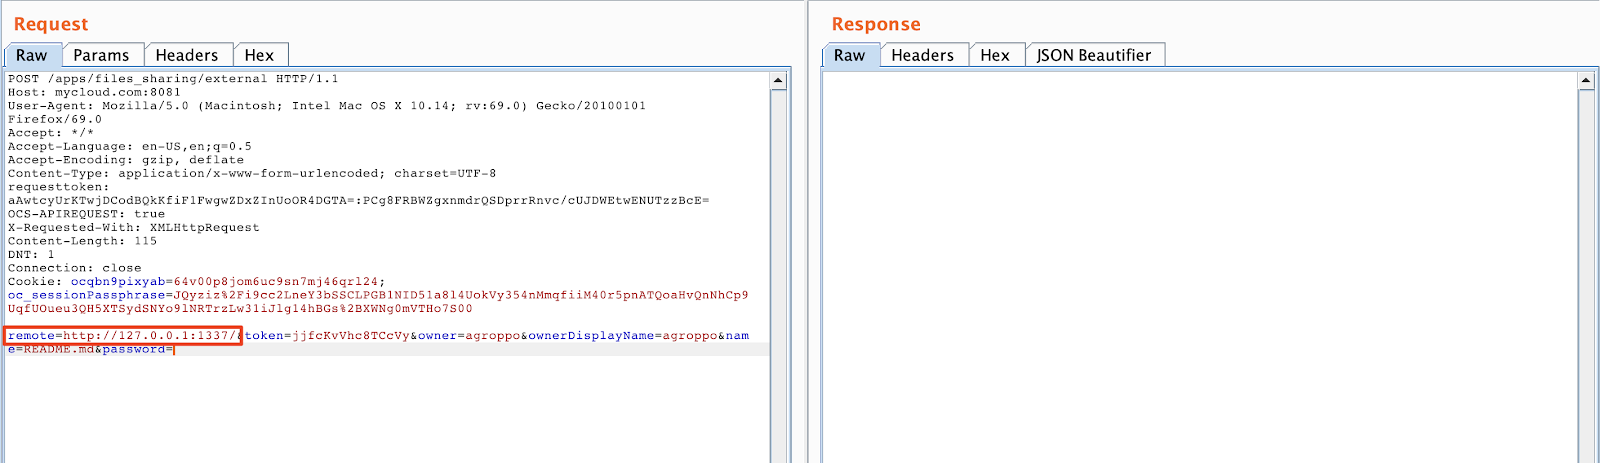 Request
Raw Params Headers Hex
POST /apps/files_sharing/external HTTP/1.1
Host: mycloud.com:8081
User-Agent: Mozilla/5.0 (Macintosh; Intel Mac OS X 10.14; rv:69.0) Gecko/20100101
Firefox/69.0
Accept: */*
Accept-Language: en-US,en;q=0.5
Accept-Encoding: gzip, deflate
Content-Type: application/x-www-form-urlencoded; charset=UTF-8
requesttoken:
aAwtcyUrKTwjDCodBQkKfiF1FwgwZDxZInUoOR4DGTA=:PCg8FRBWZgxnmdrQSDprrRnvc/cUJDWEtwENUTzzBcE=
OCS-APIREQUEST: true
X-Requested-With: XMLHttpRequest
Content-Length: 115
DNT: 1
Connection: close
Cookie: ocqbn9pixyab=64v00p8jom6uc9sn7mj46qrl24;
oc_sessionPassphrase=JQyziz%2Fi9cc2LneY3bSSCLPGB1NID51a8l4UokVy354nMmqfiiM40r5pnATQoaHvQnNhCp9
UqfUOueu3QH5XTSydSNYo9lNRTrzLw31iJlgl4hBGs%2BXWNg0mVTHo7S00
remote=http://127.0.0.1:1337/&token=jjfcKvVhc8TCcVy&owner=agroppo&ownerDisplayName=agroppo&nam
e=README.md&password=
Response
Raw Headers Hex JSON Beautifier